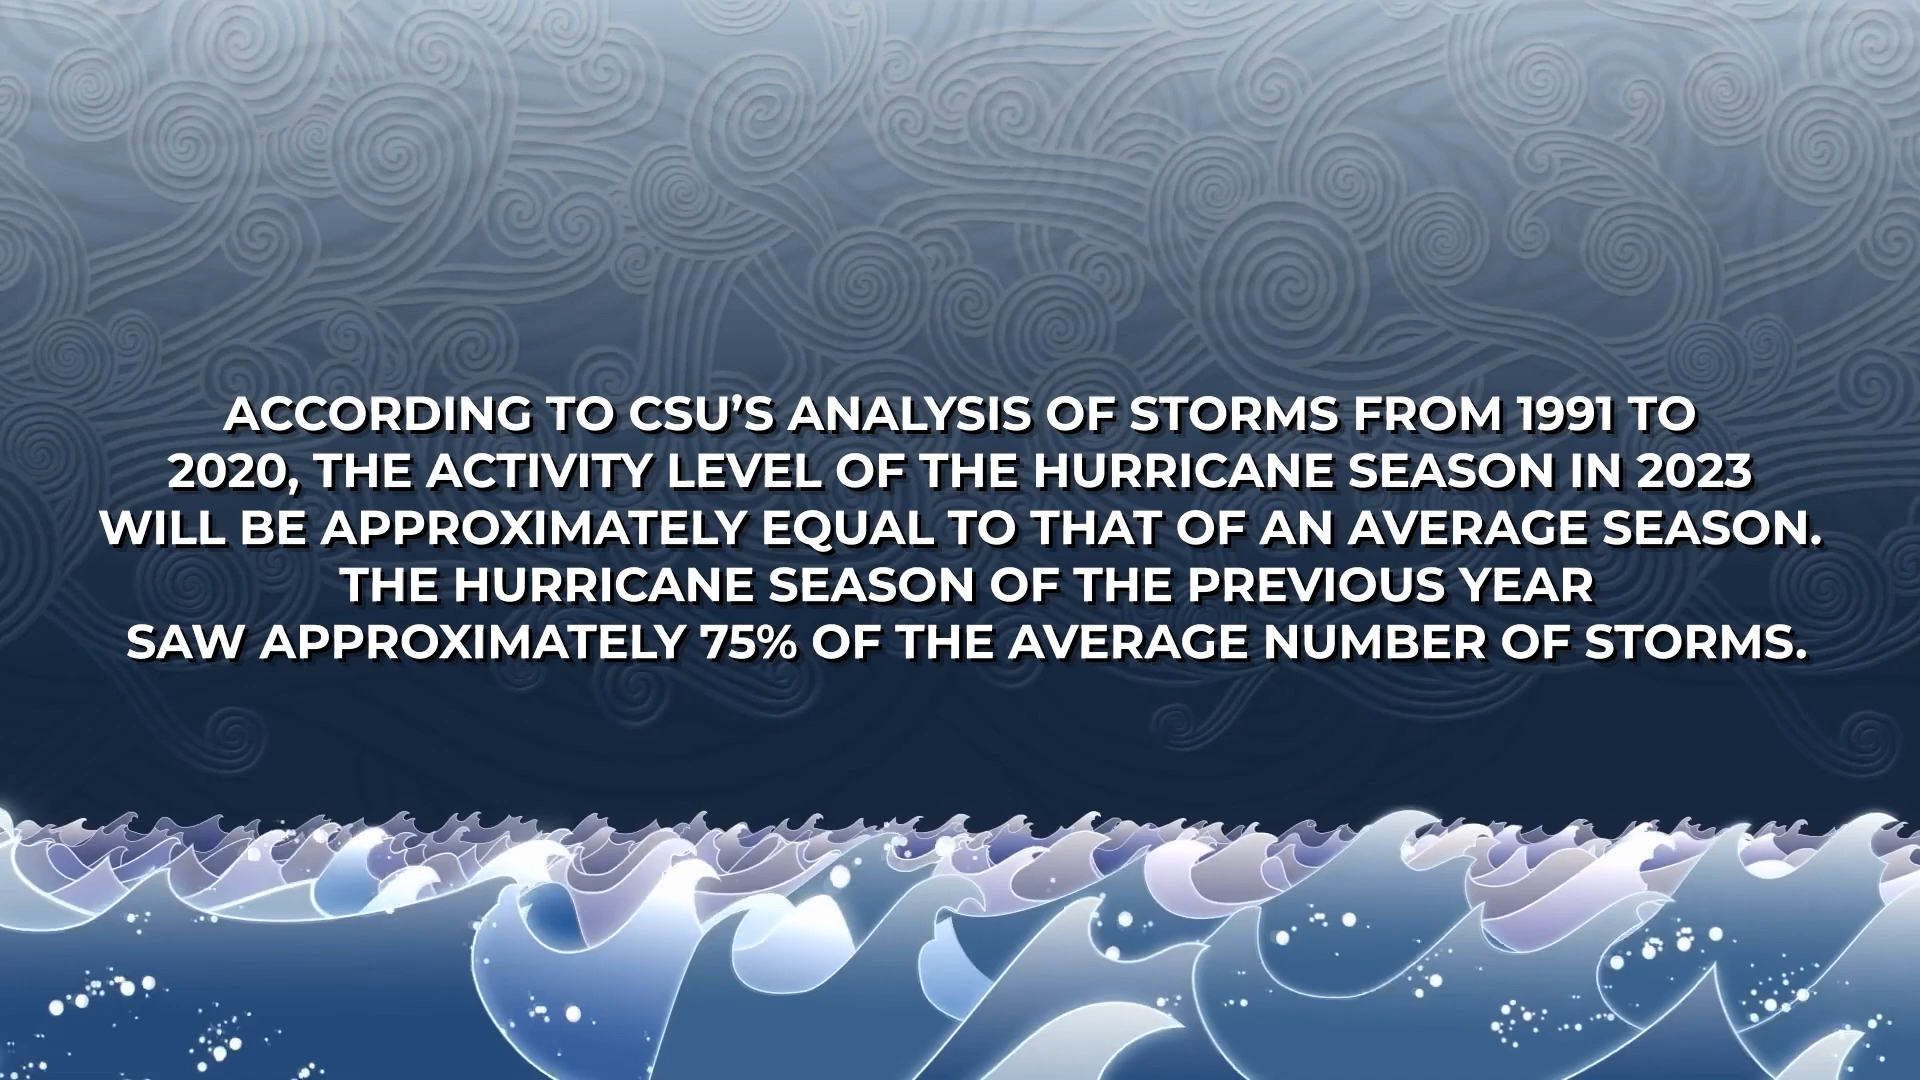 ACCORDING TO CSU'S ANALYSIS OF STORMS FROM 1991 TO
2020, THE ACTIVITY LEVEL OF THE HURRICANE SEASON IN 2023
WILL BE APPROXIMATELY EQUAL TO THAT OF AN AVERAGE SEASON.
THE HURRICANE SEASON OF THE PREVIOUS YEAR
SAW APPROXIMATELY 75% OF THE AVERAGE NUMBER OF STORMS.